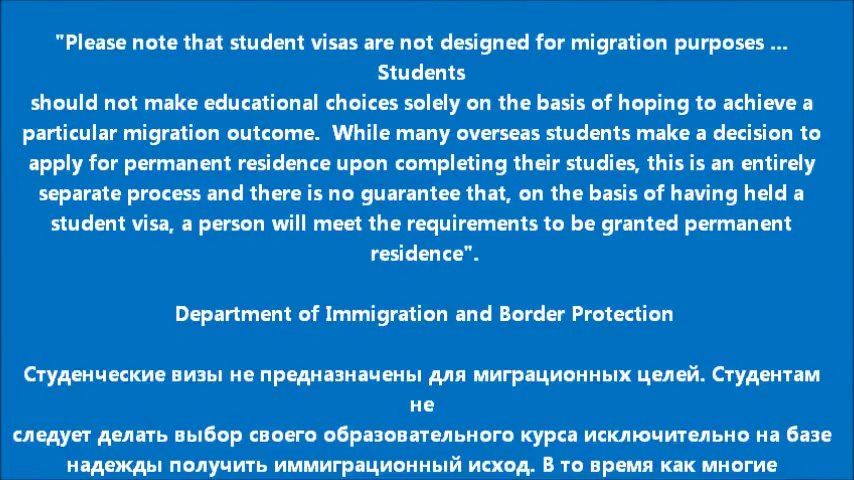 "Please note that student visas are not designed for migration purposes ...
Students
should not make educational choices solely on the basis of hoping to achieve a
particular migration outcome.  While many overseas students make a decision to
apply for permanent residence upon completing their studies, this is an entirely
separate process and there is no guarantee that, on the basis of having held a
student visa, a person will meet the requirements to be granted permanent
residence".
Department of Immigration and Border Protection
Студенческие визы не предназначены для миграционных целей. Студентам
не
следует делать выбор своего образовательного курса исключительно на базе
надежды получить иммиграционный исход. В то время как многие